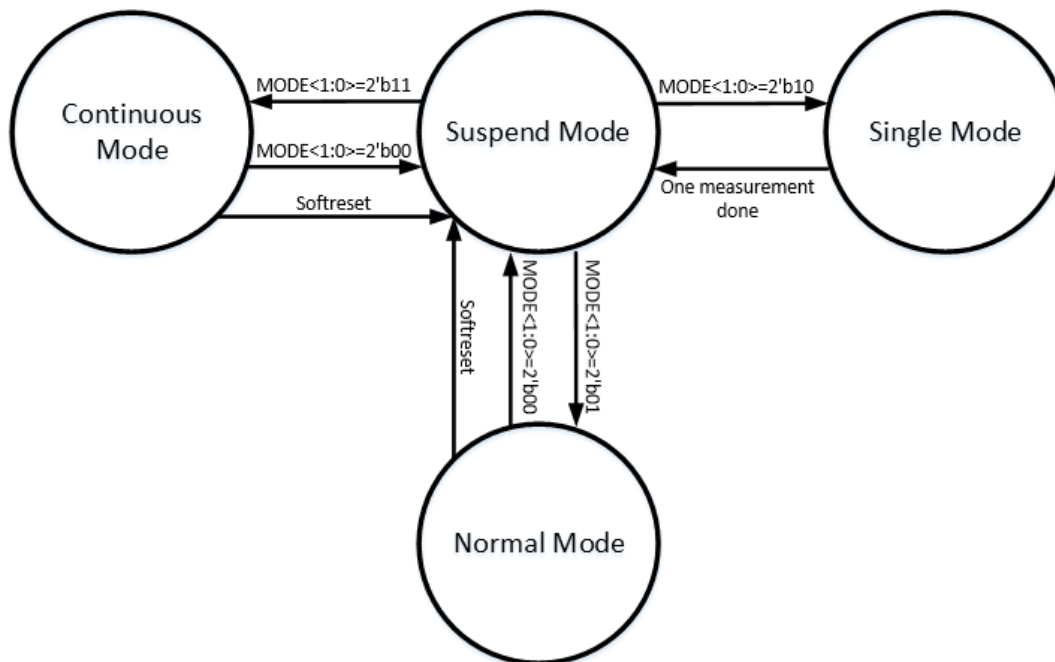 MODE<1:0>=2'b11
MODE<1:0>=2'b10
Continuous
Mode
Suspend Mode
Single Mode
MODE<1:0>=2'b00
One measurement
done
Softreset
Softreset
MODE<1:0>=2'b00
MODE<1:0>=2'b01
Normal Mode